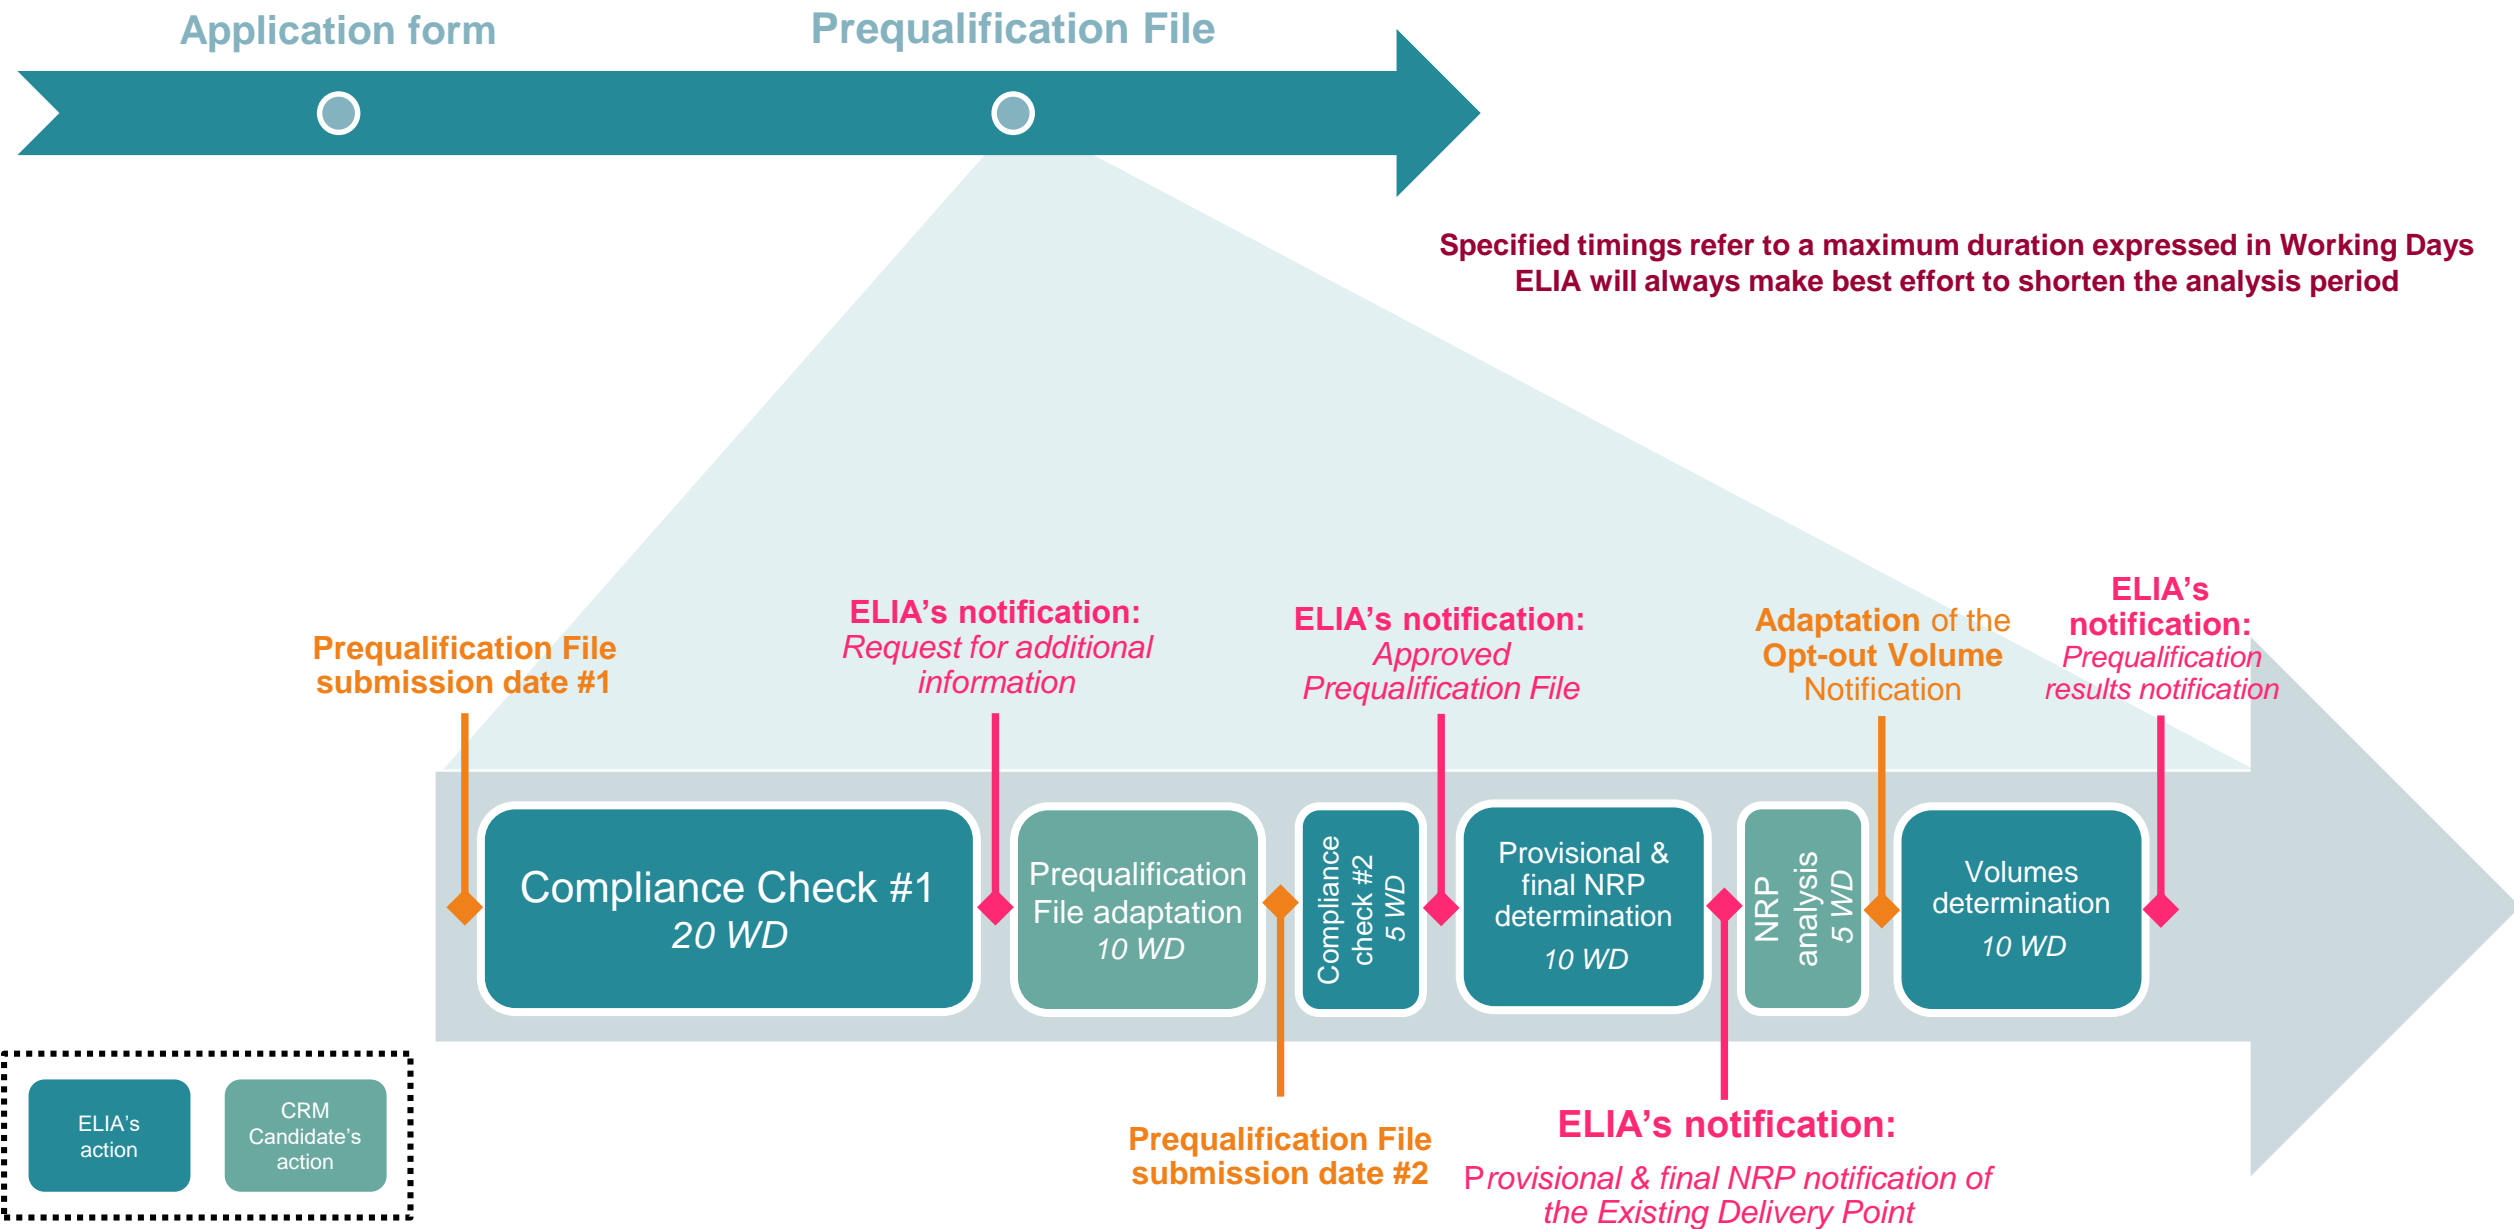 Application form
Prequalification File
Specified timings refer to a maximum duration expressed in Working Days
ELIA will always make best effort to shorten the analysis period
Prequalification File
submission date #1
ELIA’s notification:
Request for additional
information
ELIA’s notification:
Approved
Prequalification File
Adaptation of the
Opt-out Volume
Notification
ELIA’s
notification:
Prequalification
results notification
Compliance Check #1
20 WD
Prequalification
File adaptation
10 WD
Compliance
check #2
5 WD
Provisional &
final NRP
determination
10 WD
NRP
analysis
5 WD
Volumes
determination
10 WD
Prequalification File
submission date #2
ELIA’s notification:
Provisional & final NRP notification of
the Existing Delivery Point
ELIA’s
action
CRM
Candidate’s
action